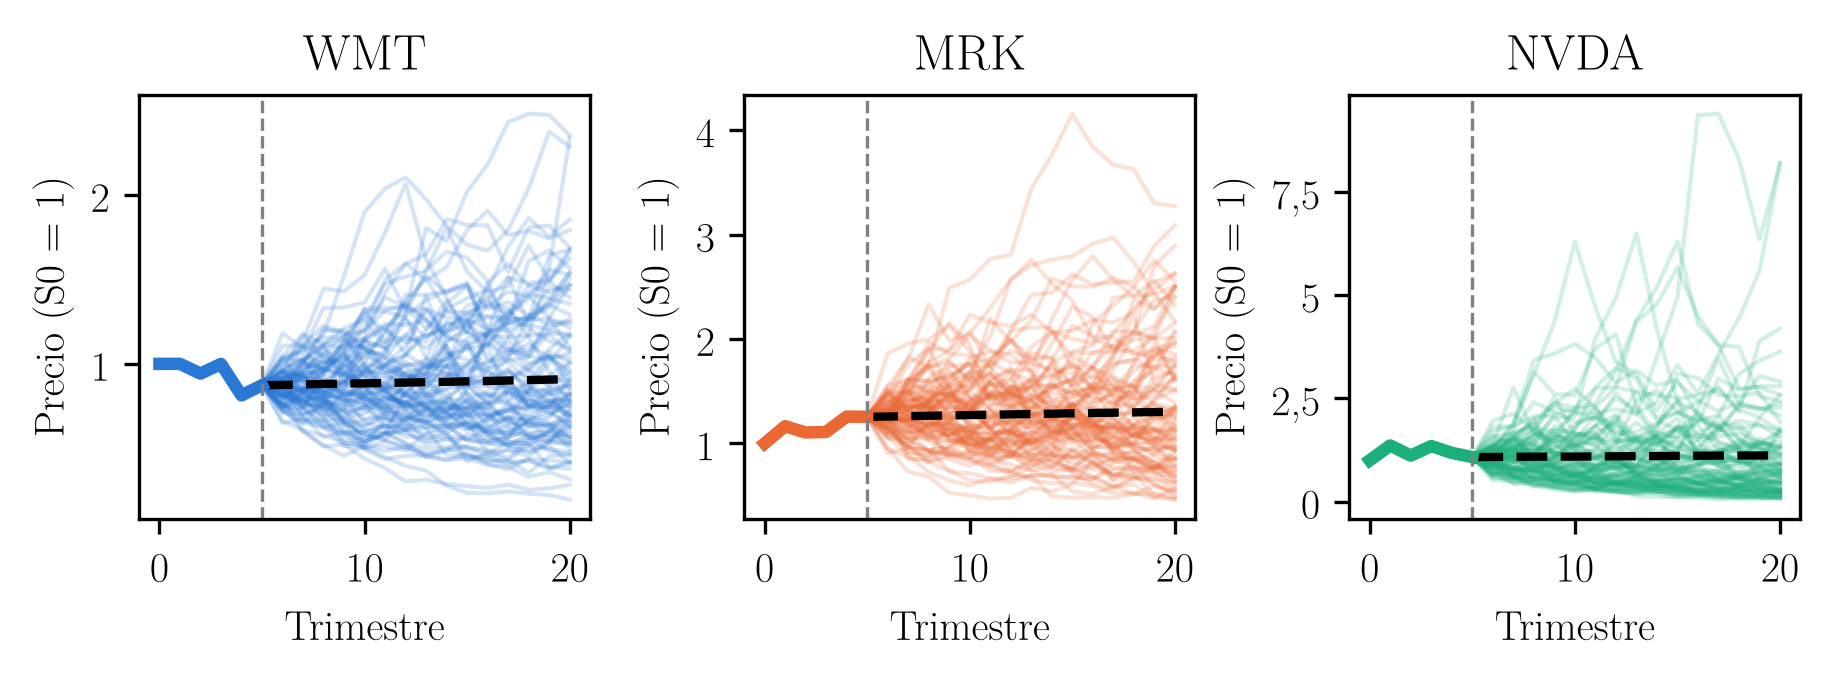 WMT
Precio (S0 = 1)
2
1
0 10 20
Trimestre
MRK
Precio (S0 = 1)
4
3
2
1
0 10 20
Trimestre
NVDA
Precio (S0 = 1)
7,5
5
2,5
0
0 10 20
Trimestre